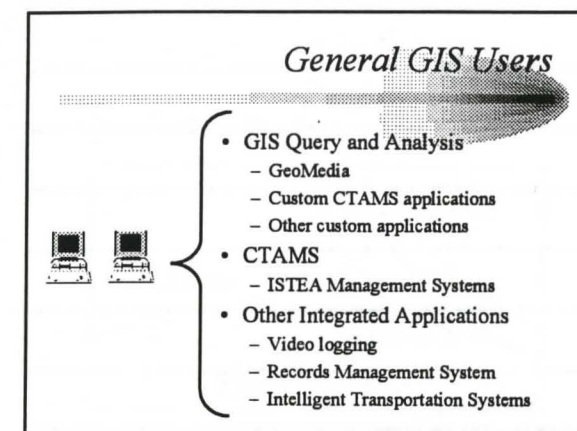 General GIS Users
• GIS Query and Analysis
– GeoMedia
– Custom CTAMS applications
– Other custom applications
• CTAMS
– ISTEA Management Systems
• Other Integrated Applications
– Video logging
– Records Management System
– Intelligent Transportation Systems